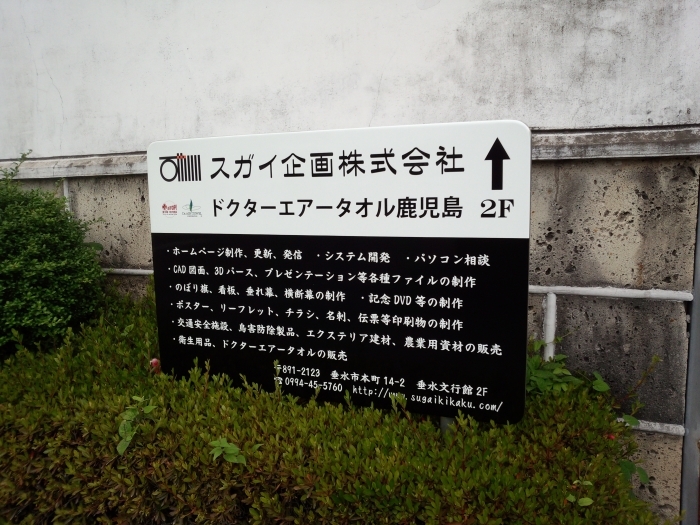 スガイ企画株式会社
ドクターエアータオル鹿児島 2F
・ホームページ制作、更新、発信 ・システム開発 ・パソコン相談
・CAD図面、3Dパース、プレゼンテーション等各種ファイルの制作
・のぼり旗、看板、垂れ幕、横断幕の制作 ・記念DVD等の制作
・ポスター、リーフレット、チラシ、名刺、伝票等印刷物の制作
・交通安全施設、鳥害防除製品、エクステリア建材、農業用資材の販売
・衛生用品、ドクターエアータオルの販売
〒891-2123 垂水市本町14-2 垂水文行館2F
☎0994-45-5760 http://www.sugaikikaku.com/